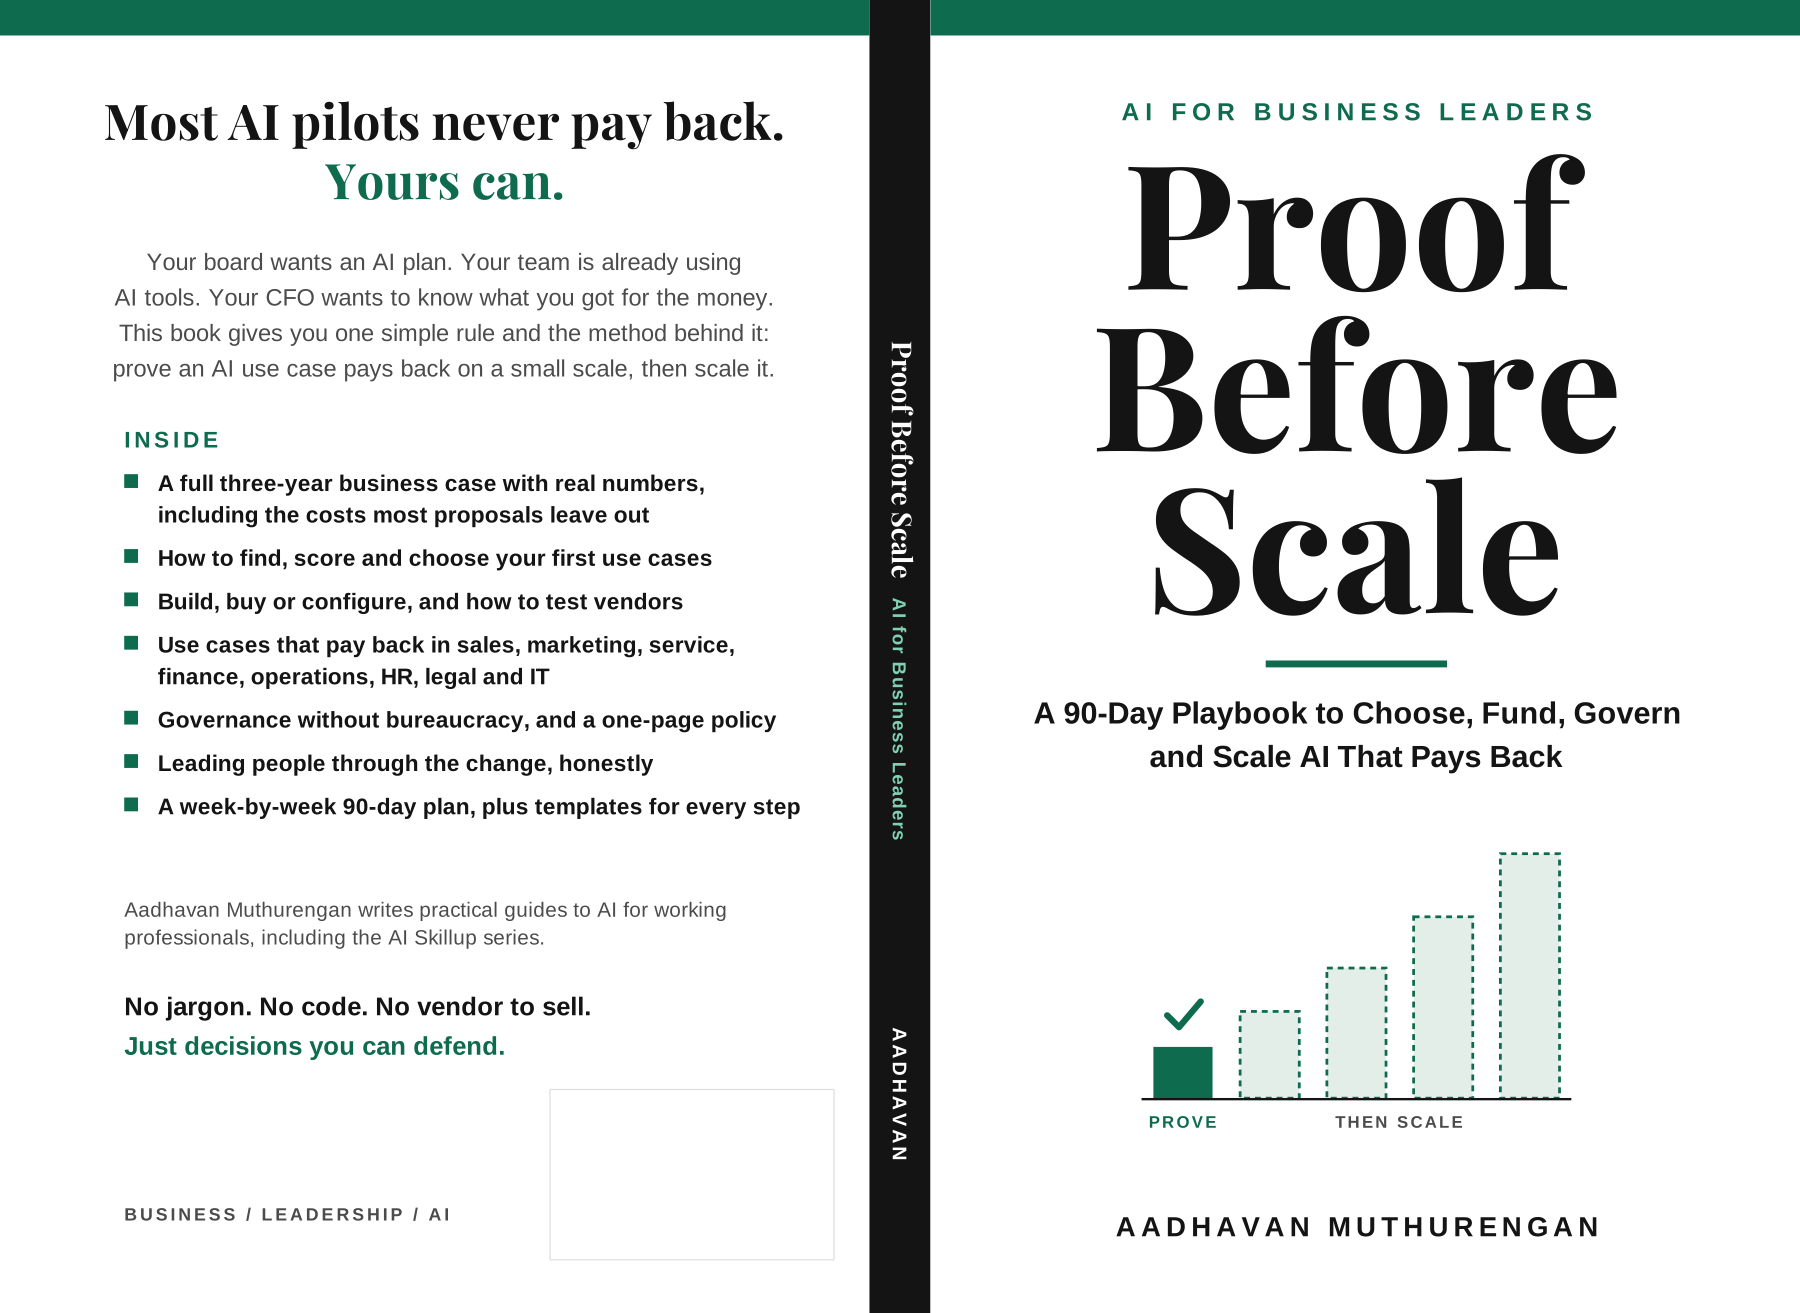 Most AI pilots never pay back.
Yours can.
Your board wants an AI plan. Your team is already using
AI tools. Your CFO wants to know what you got for the money.
This book gives you one simple rule and the method behind it:
prove an AI use case pays back on a small scale, then scale it.
INSIDE
A full three-year business case with real numbers,
including the costs most proposals leave out
How to find, score and choose your first use cases
Build, buy or configure, and how to test vendors
Use cases that pay back in sales, marketing, service,
finance, operations, HR, legal and IT
Governance without bureaucracy, and a one-page policy
Leading people through the change, honestly
A week-by-week 90-day plan, plus templates for every step
Aadhavan Muthurengan writes practical guides to AI for working
professionals, including the AI Skillup series.
No jargon. No code. No vendor to sell.
Just decisions you can defend.
BUSINESS / LEADERSHIP / AI
Proof Before Scale AI for Business Leaders
AADHAVAN
AI FOR BUSINESS LEADERS
Proof
Before
Scale
A 90-Day Playbook to Choose, Fund, Govern
and Scale AI That Pays Back
PROVE THEN SCALE
AADHAVAN MUTHURENGAN